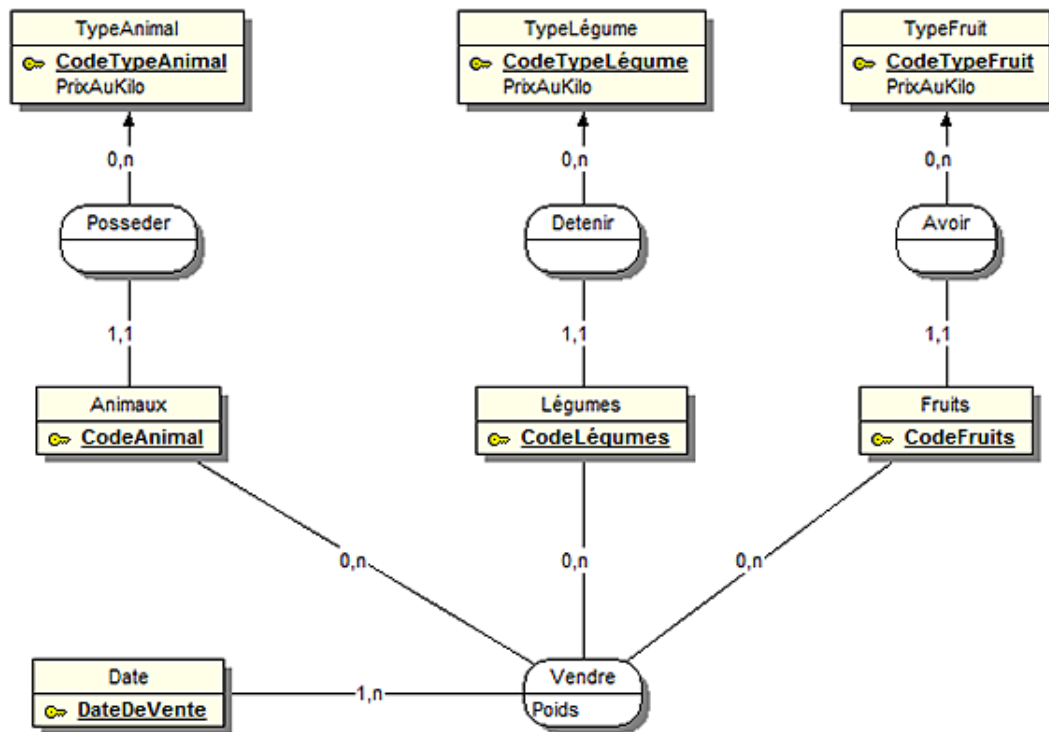 TypeAnimal
CodeTypeAnimal
PrixAuKilo
TypeLégume
CodeTypeLégume
PrixAuKilo
TypeFruit
CodeTypeFruit
PrixAuKilo
0,n
0,n
0,n
Posseder
Detenir
Avoir
1,1
1,1
1,1
Animaux
CodeAnimal
Légumes
CodeLégumes
Fruits
CodeFruits
0,n
0,n
0,n
Date
DateDeVente
1,n
Vendre
Poids